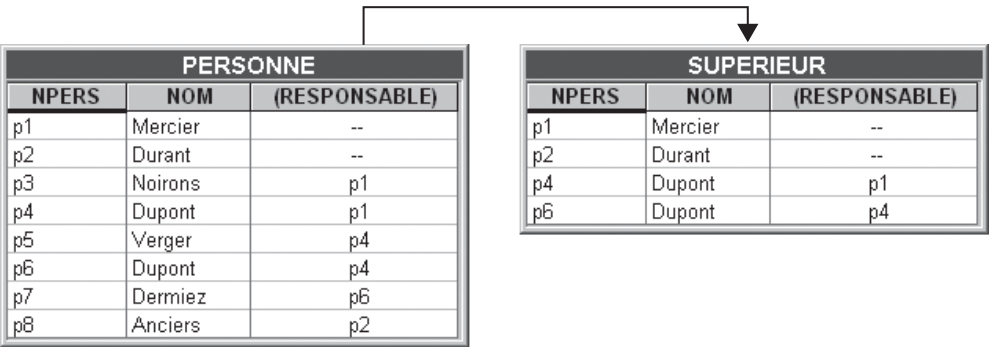 PERSONNE
NPERS NOM (RESPONSABLE)
p1 Mercier --
p2 Durant --
p3 Noirons p1
p4 Dupont p1
p5 Verger p4
p6 Dupont p4
p7 Dermiez p6
p8 Anciers p2
SUPERIEUR
NPERS NOM (RESPONSABLE)
p1 Mercier --
p2 Durant --
p4 Dupont p1
p6 Dupont p4